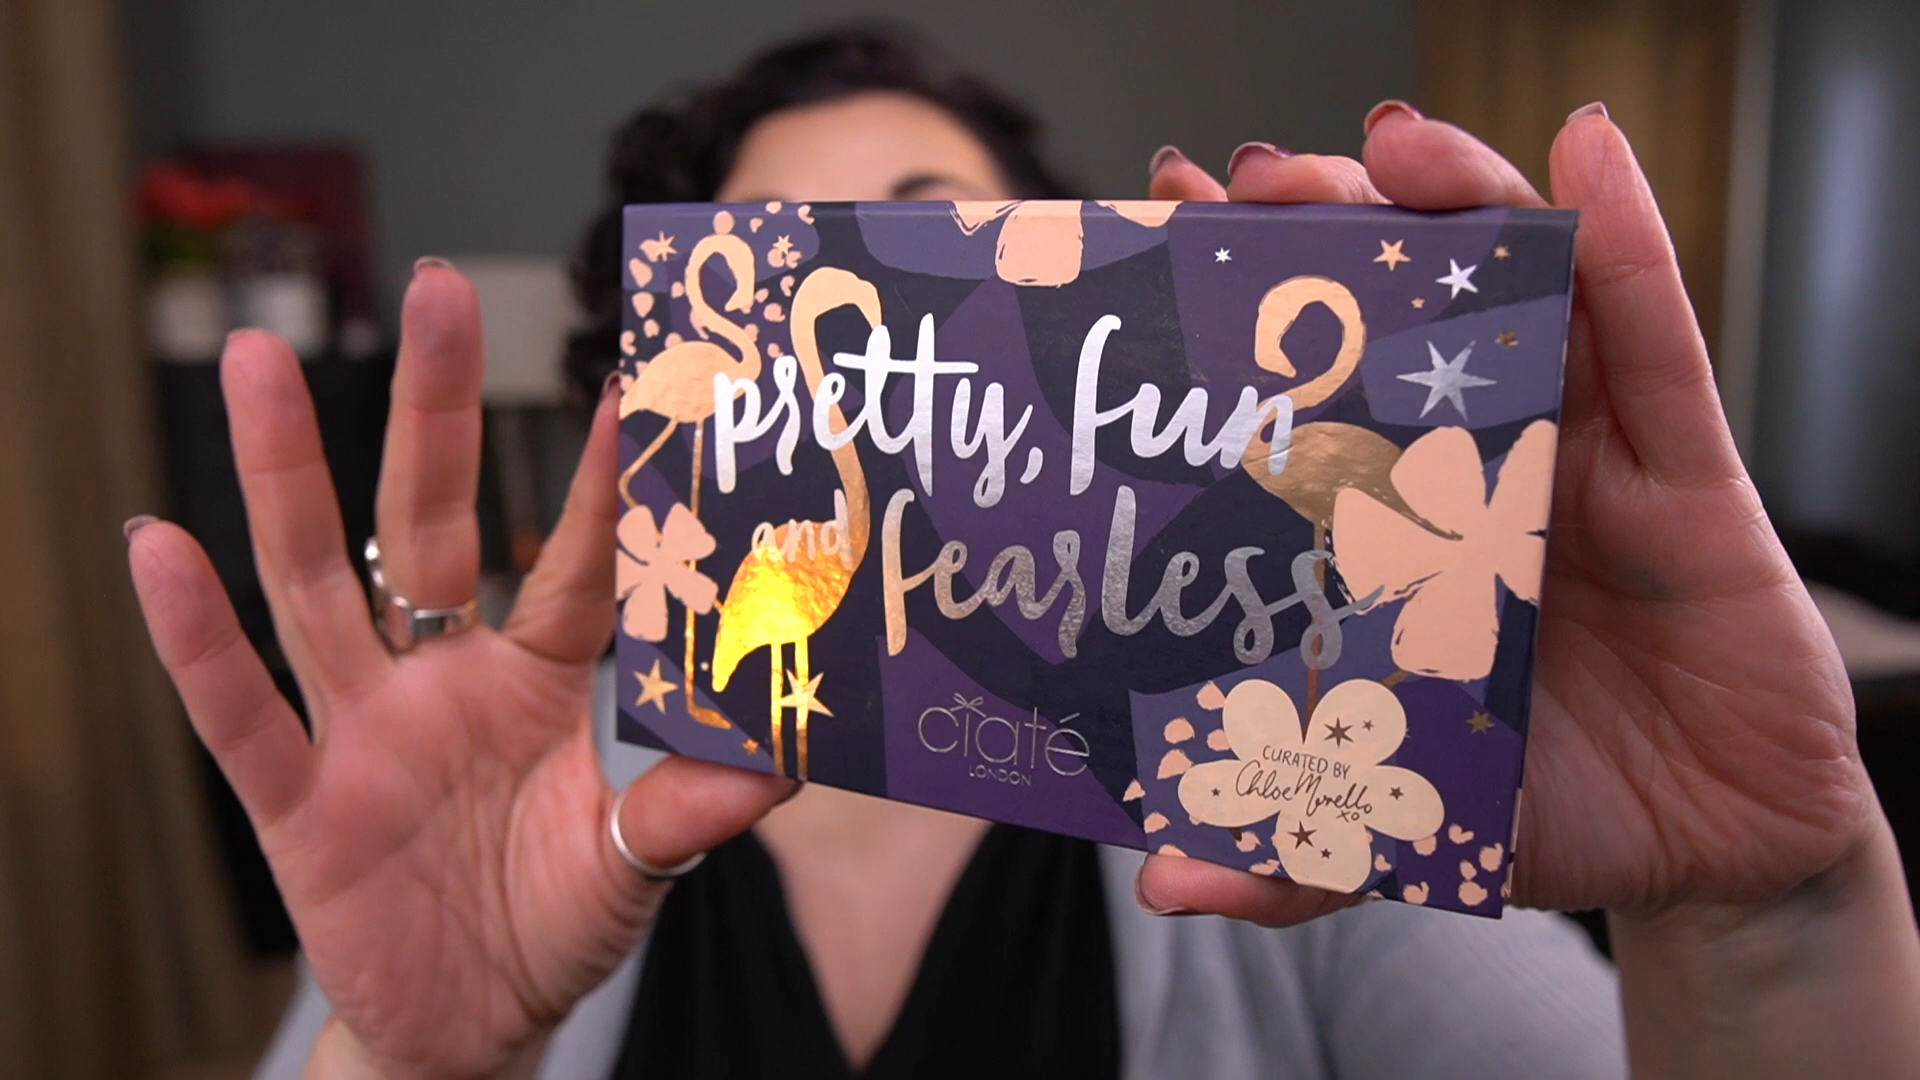 pretty, fun
and fearless
ciaté
LONDON
CURATED BY
Chloe Morello
xo